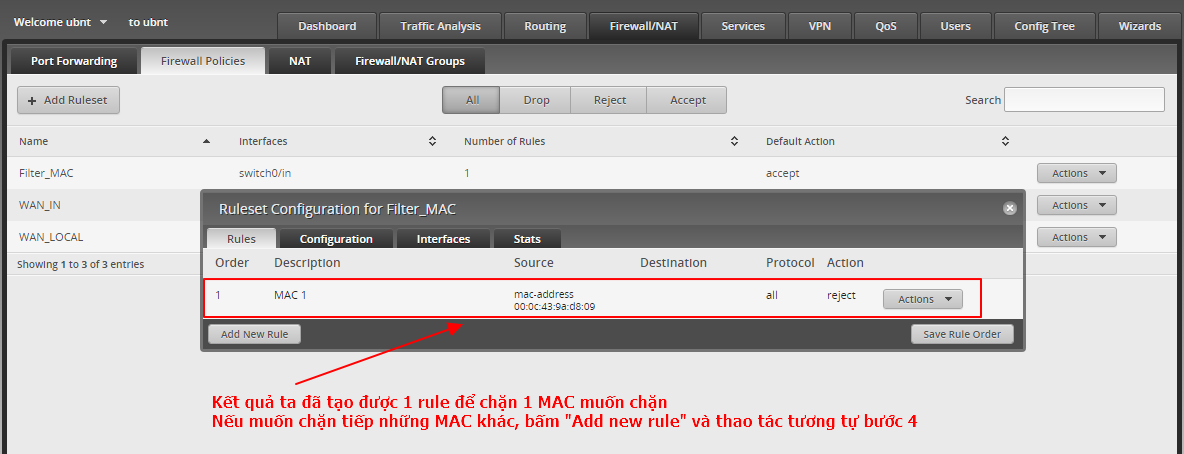 Welcome ubnt to ubnt
Dashboard Traffic Analysis Routing Firewall/NAT Services VPN QoS Users Config Tree Wizards
Port Forwarding Firewall Policies NAT Firewall/NAT Groups
+ Add Ruleset All Drop Reject Accept Search
Name Interfaces Number of Rules Default Action
Filter_MAC switch0/in 1 accept Actions
WAN_IN Actions
WAN_LOCAL Actions
Showing 1 to 3 of 3 entries
Ruleset Configuration for Filter_MAC
Rules Configuration Interfaces Stats
Order Description Source Destination Protocol Action
1 MAC 1 mac-address all reject Actions
00:0c:43:9a:d8:09
Add New Rule Save Rule Order
Kết quả ta đã tạo được 1 rule để chặn 1 MAC muốn chặn
Nếu muốn chặn tiếp những MAC khác, bấm "Add new rule" và thao tác tương tự bước 4